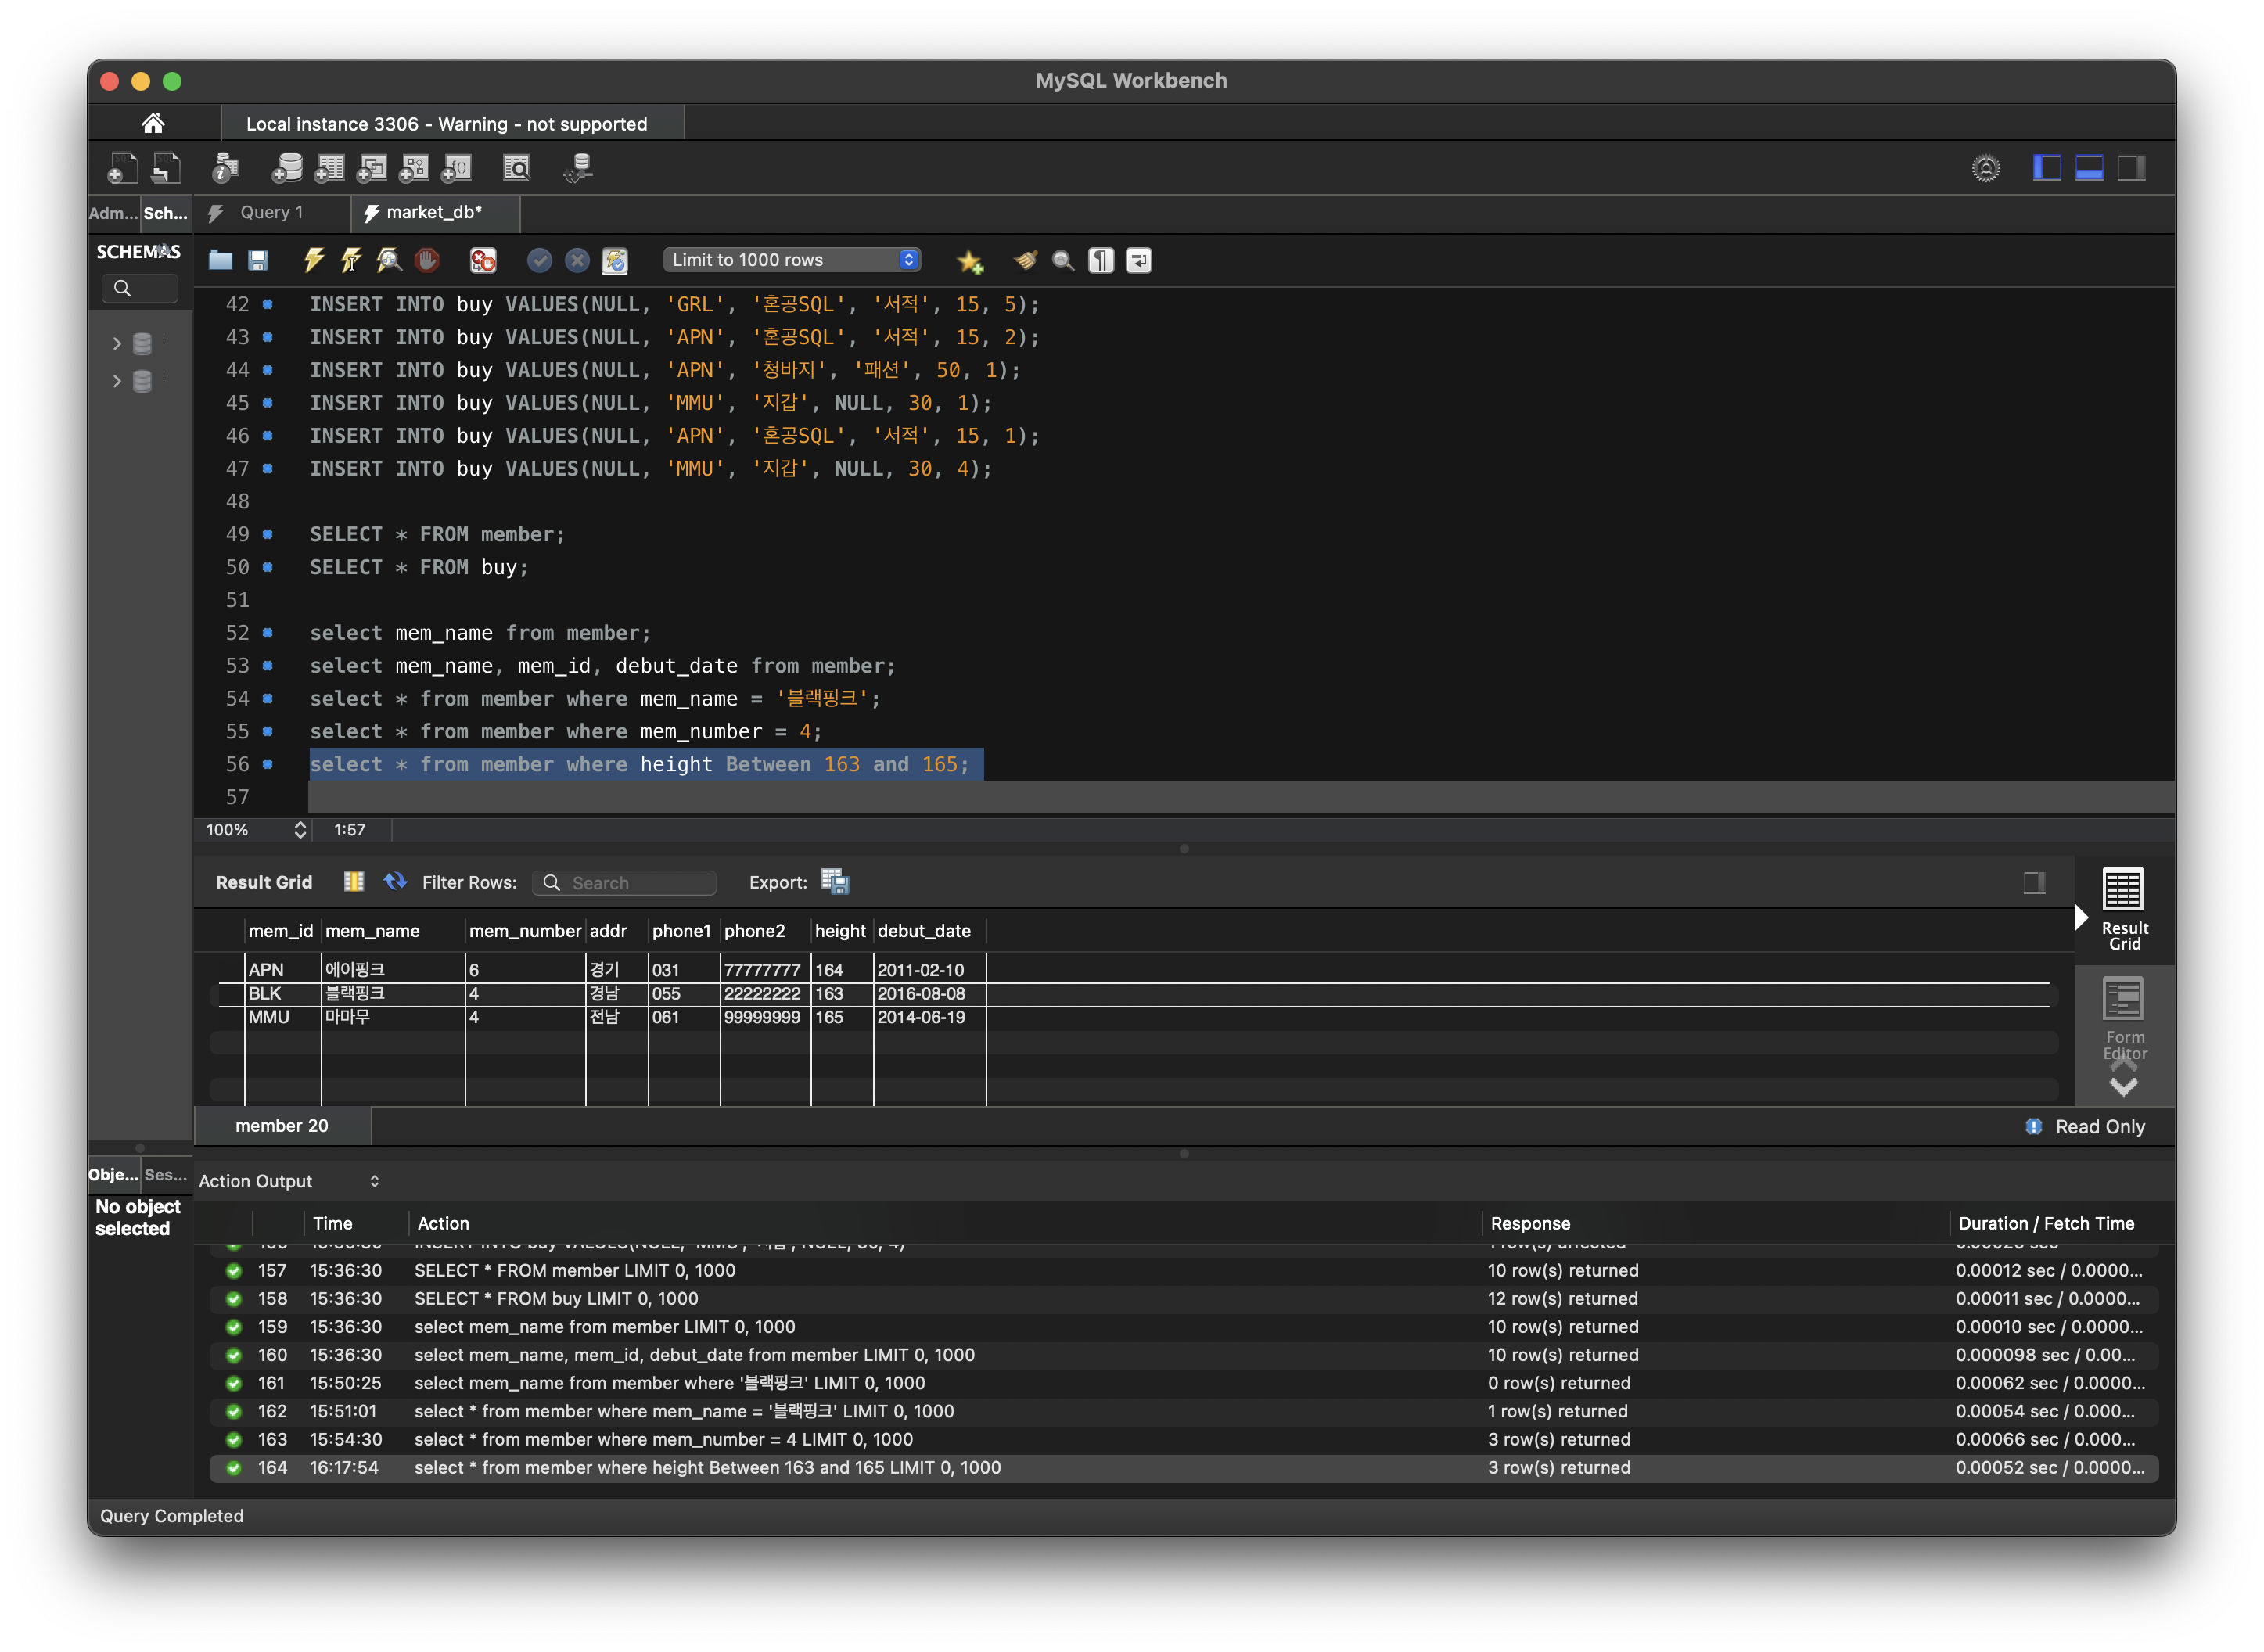 MySQL Workbench
Local instance 3306 - Warning - not supported
Adm... Sch... Query 1 market_db*
SCHEMAS
Limit to 1000 rows
42 INSERT INTO buy VALUES(NULL, 'GRL', '혼공SQL', '서적', 15, 5);
43 INSERT INTO buy VALUES(NULL, 'APN', '혼공SQL', '서적', 15, 2);
44 INSERT INTO buy VALUES(NULL, 'APN', '청바지', '패션', 50, 1);
45 INSERT INTO buy VALUES(NULL, 'MMU', '지갑', NULL, 30, 1);
46 INSERT INTO buy VALUES(NULL, 'APN', '혼공SQL', '서적', 15, 1);
47 INSERT INTO buy VALUES(NULL, 'MMU', '지갑', NULL, 30, 4);
48
49 SELECT * FROM member;
50 SELECT * FROM buy;
51
52 select mem_name from member;
53 select mem_name, mem_id, debut_date from member;
54 select * from member where mem_name = '블랙핑크';
55 select * from member where mem_number = 4;
56 select * from member where height Between 163 and 165;
57
100% 1:57
Result Grid Filter Rows: Search Export:
mem_id mem_name mem_number addr phone1 phone2 height debut_date
APN 에이핑크 6 경기 031 77777777 164 2011-02-10
BLK 블랙핑크 4 경남 055 22222222 163 2016-08-08
MMU 마마무 4 전남 061 99999999 165 2014-06-19
Result
Grid
Form
Editor
member 20 Read Only
Obje... Ses...
No object
selected
Action Output
Time Action Response Duration / Fetch Time
157 15:36:30 SELECT * FROM member LIMIT 0, 1000 10 row(s) returned 0.00012 sec / 0.0000...
158 15:36:30 SELECT * FROM buy LIMIT 0, 1000 12 row(s) returned 0.00011 sec / 0.0000...
159 15:36:30 select mem_name from member LIMIT 0, 1000 10 row(s) returned 0.00010 sec / 0.0000...
160 15:36:30 select mem_name, mem_id, debut_date from member LIMIT 0, 1000 10 row(s) returned 0.000098 sec / 0.00...
161 15:50:25 select mem_name from member where '블랙핑크' LIMIT 0, 1000 0 row(s) returned 0.00062 sec / 0.0000...
162 15:51:01 select * from member where mem_name = '블랙핑크' LIMIT 0, 1000 1 row(s) returned 0.00054 sec / 0.000...
163 15:54:30 select * from member where mem_number = 4 LIMIT 0, 1000 3 row(s) returned 0.00066 sec / 0.000...
164 16:17:54 select * from member where height Between 163 and 165 LIMIT 0, 1000 3 row(s) returned 0.00052 sec / 0.0000...
Query Completed